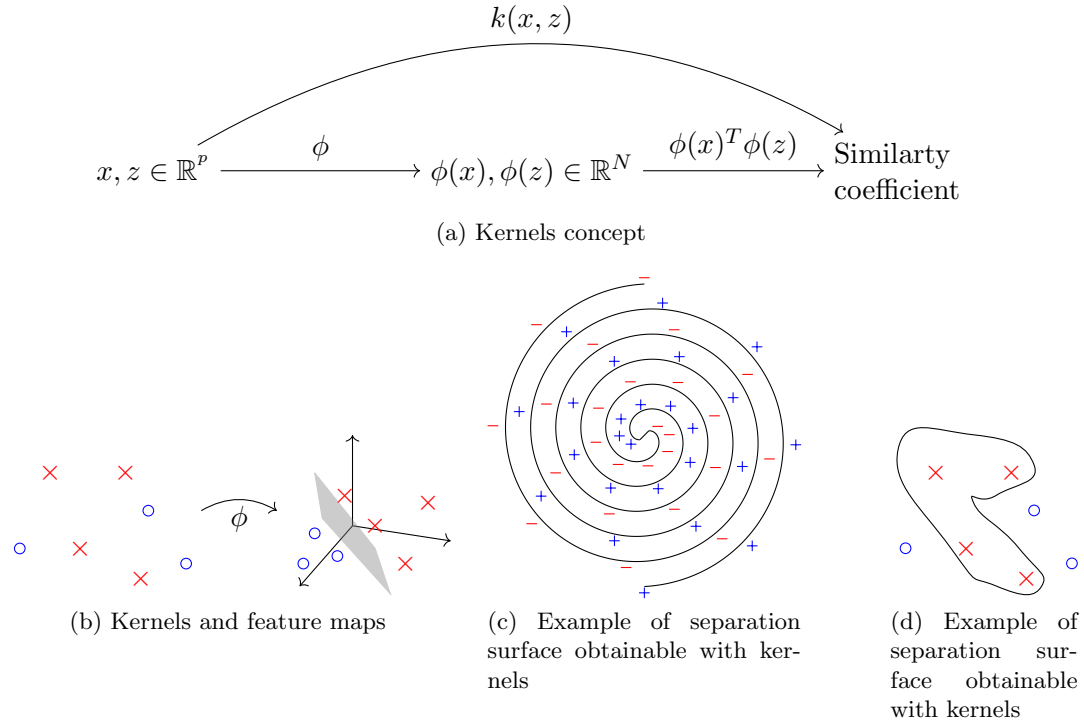 k(x, z)
ϕ
ϕ(x)^T ϕ(z)
x, z ∈ ℝ^p
ϕ(x), ϕ(z) ∈ ℝ^N
Similarty
coefficient
(a) Kernels concept
ϕ
(b) Kernels and feature maps
(c) Example of separation
surface obtainable with ker-
nels
(d) Example of
separation sur-
face obtainable
with kernels